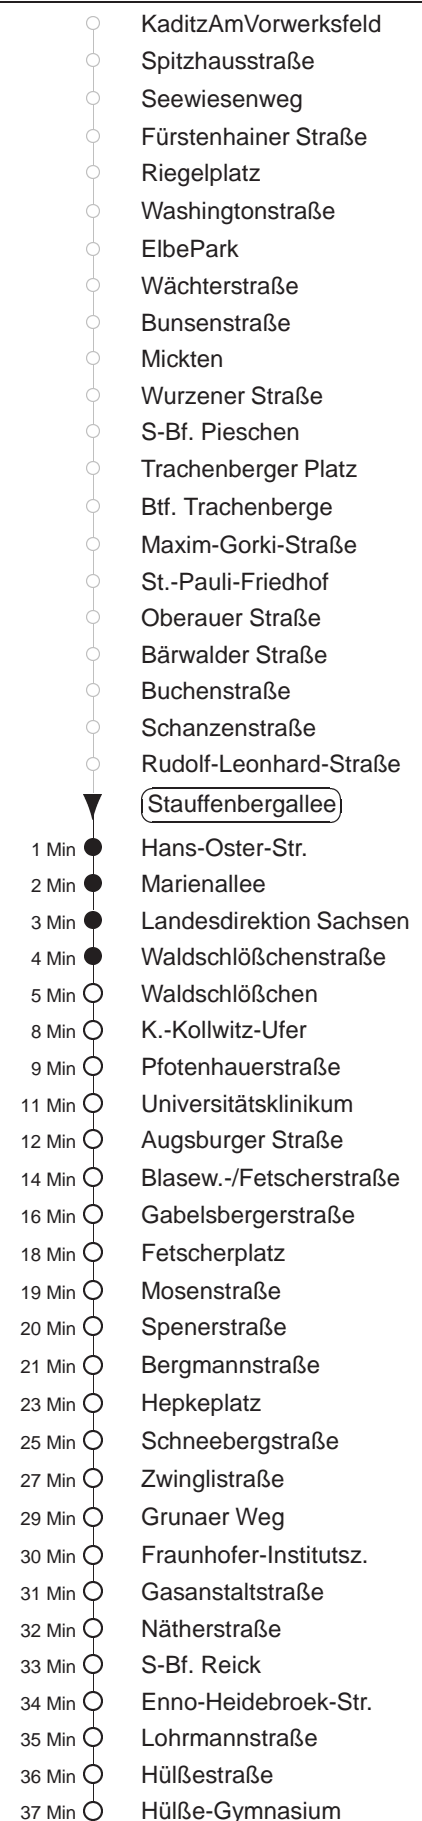 KaditzAmVorwerksfeld
Spitzhausstraße
Seewiesenweg
Fürstenhainer Straße
Riegelplatz
Washingtonstraße
ElbePark
Wächterstraße
Bunsenstraße
Mickten
Wurzener Straße
S-Bf. Pieschen
Trachenberger Platz
Btf. Trachenberge
Maxim-Gorki-Straße
St.-Pauli-Friedhof
Oberauer Straße
Bärwalder Straße
Buchenstraße
Schanzenstraße
Rudolf-Leonhard-Straße
Stauffenbergallee
1 Min Hans-Oster-Str.
2 Min Marienallee
3 Min Landesdirektion Sachsen
4 Min Waldschlößchenstraße
5 Min Waldschlößchen
8 Min K.-Kollwitz-Ufer
9 Min Pfotenhauerstraße
11 Min Universitätsklinikum
12 Min Augsburger Straße
14 Min Blasew.-/Fetscherstraße
16 Min Gabelsbergerstraße
18 Min Fetscherplatz
19 Min Mosenstraße
20 Min Spenerstraße
21 Min Bergmannstraße
23 Min Hepkeplatz
25 Min Schneebergstraße
27 Min Zwinglistraße
29 Min Grunaer Weg
30 Min Fraunhofer-Institutsz.
31 Min Gasanstaltstraße
32 Min Nätherstraße
33 Min S-Bf. Reick
34 Min Enno-Heidebroek-Str.
35 Min Lohrmannstraße
36 Min Hülßestraße
37 Min Hülße-Gymnasium